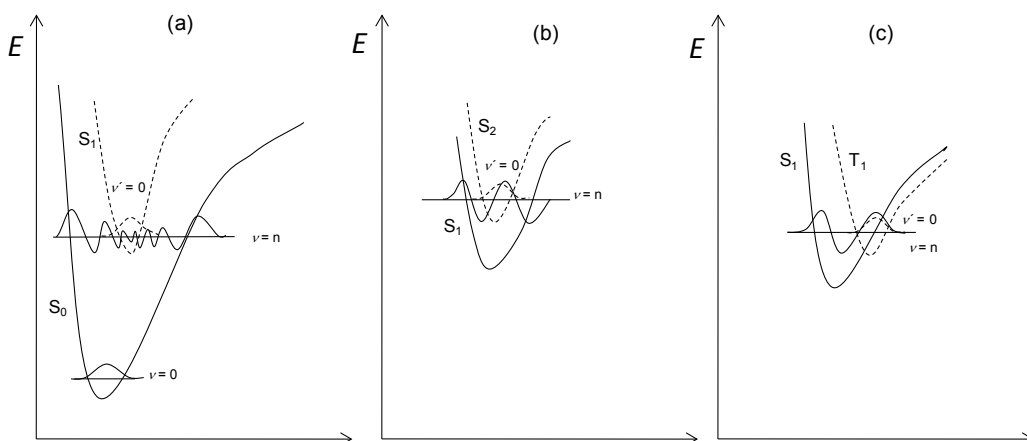 (a)
E
S1
ν' = 0
ν = n
S0
ν = 0
(b)
E
S2
ν' = 0
ν = n
S1
(c)
E
S1
T1
ν' = 0
ν = n